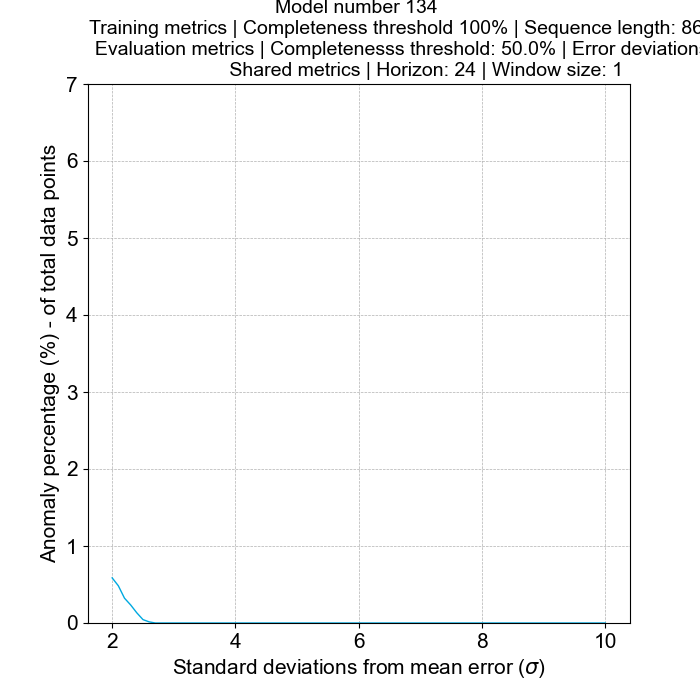 Model number 134
Training metrics | Completeness threshold 100% | Sequence length: 86
Evaluation metrics | Completenesss threshold: 50.0% | Error deviation
Shared metrics | Horizon: 24 | Window size: 1
7
6
5
4
3
2
1
0
Anomaly percentage (%) - of total data points
2 4 6 8 10
Standard deviations from mean error (σ)